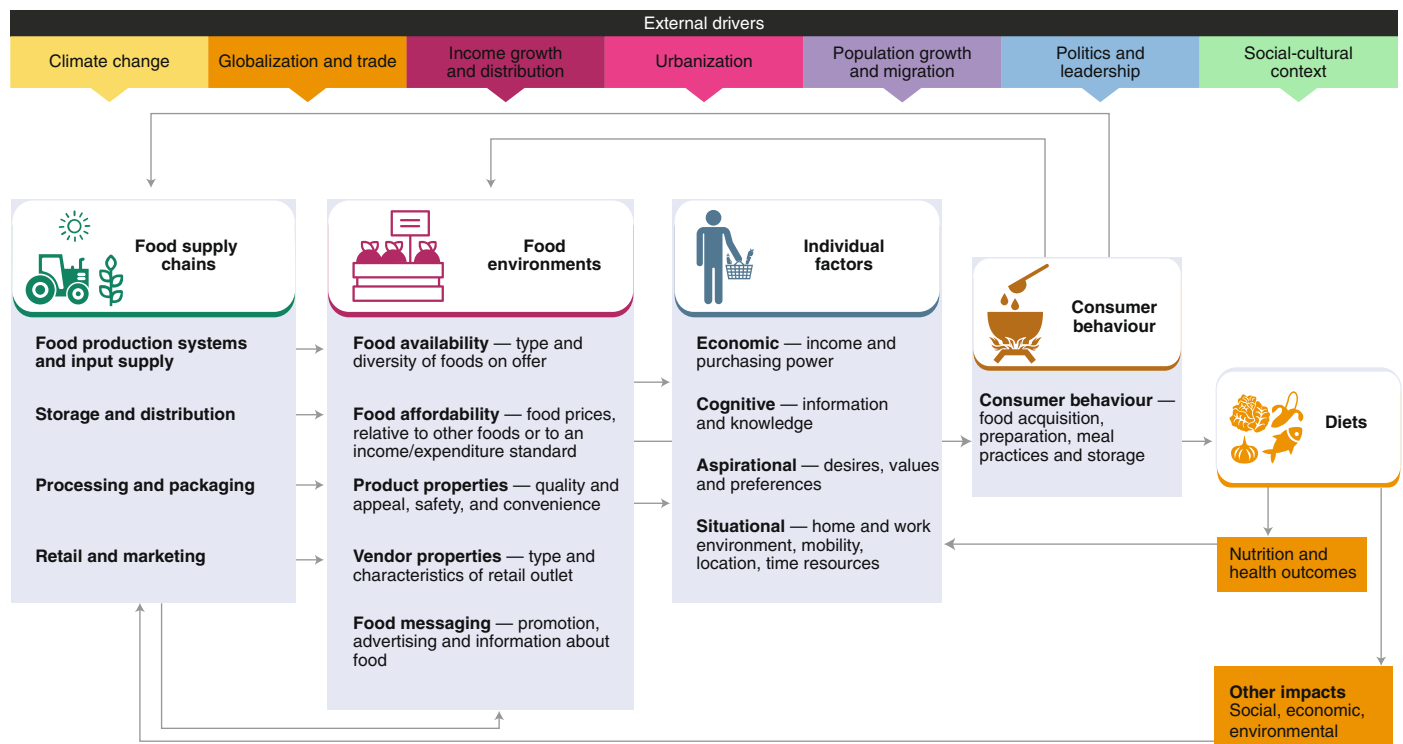 External drivers
Climate change
Globalization and trade
Income growth
and distribution
Urbanization
Population growth
and migration
Politics and
leadership
Social-cultural
context
Food supply
chains
Food production systems
and input supply
Storage and distribution
Processing and packaging
Retail and marketing
Food
environments
Food availability — type and
diversity of foods on offer
Food affordability — food prices,
relative to other foods or to an
income/expenditure standard
Product properties — quality and
appeal, safety, and convenience
Vendor properties — type and
characteristics of retail outlet
Food messaging — promotion,
advertising and information about
food
Individual
factors
Economic — income and
purchasing power
Cognitive — information
and knowledge
Aspirational — desires, values
and preferences
Situational — home and work
environment, mobility,
location, time resources
Consumer
behaviour
Consumer behaviour —
food acquisition,
preparation, meal
practices and storage
Diets
Nutrition and
health outcomes
Other impacts
Social, economic,
environmental